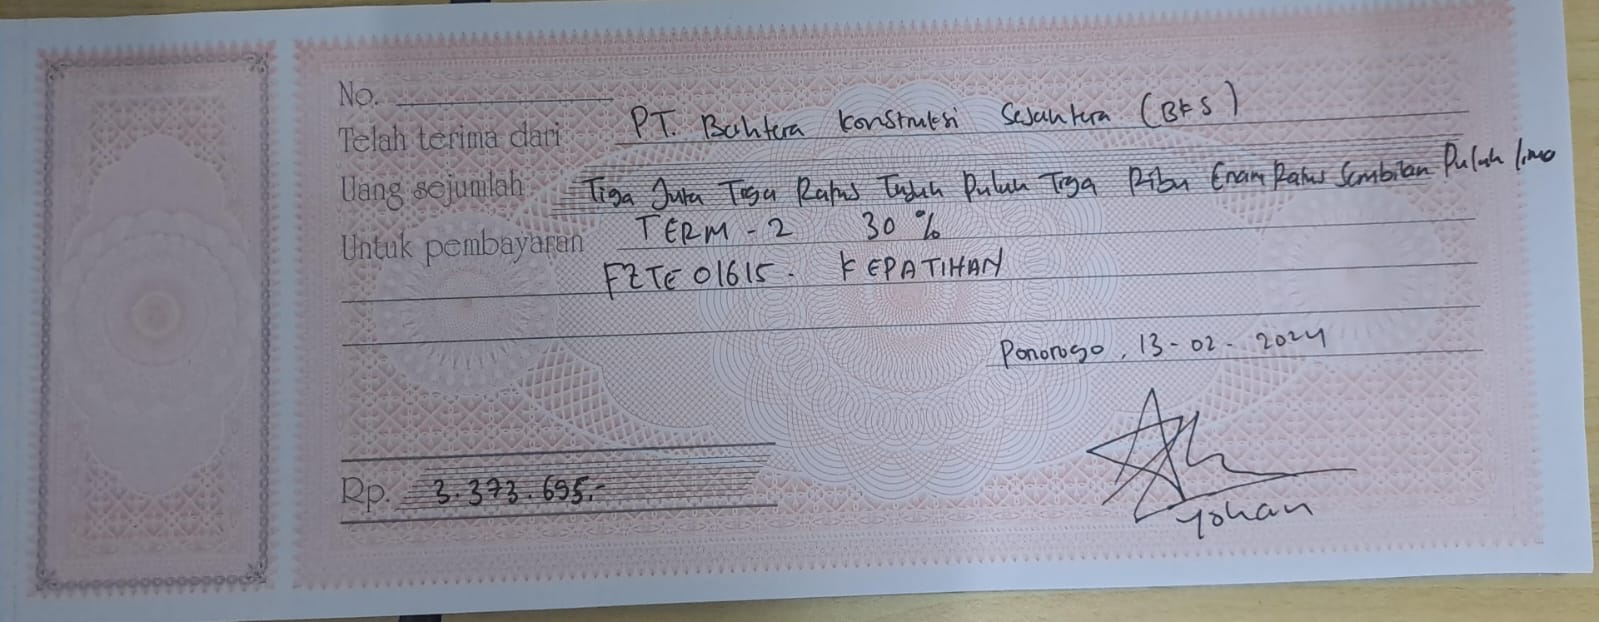 No.
Telah terima dari PT. Bahtera Konstruksi Sejahtera (BKS)
Uang sejumlah Tiga Juta Tiga Ratus Tujuh Puluh Tiga Ribu Enam Ratus Sembilan Puluh lima
Untuk pembayaran TERM - 2 30 %
FZTE 01615 - KEPATIHAN
Ponorogo, 13 - 02 - 2024
Rp. 3.373.695.-
Yohan